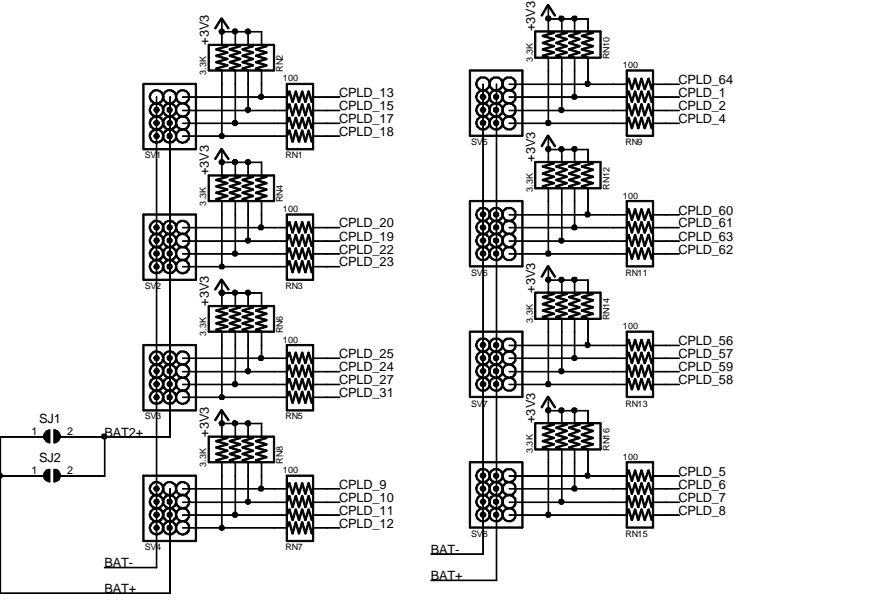 +3V3
3.3K
RN2
100
CPLD_13
CPLD_15
CPLD_17
CPLD_18
SV1
RN1
+3V3
3.3K
RN4
100
CPLD_20
CPLD_19
CPLD_22
CPLD_23
SV2
RN3
+3V3
3.3K
RN6
100
CPLD_25
CPLD_24
CPLD_27
CPLD_31
SV3
RN5
SJ1
1 2
BAT2+
SJ2
1 2
+3V3
3.3K
RN8
100
CPLD_9
CPLD_10
CPLD_11
CPLD_12
SV4
RN7
BAT-
BAT+
+3V3
3.3K
RN10
100
CPLD_64
CPLD_1
CPLD_2
CPLD_4
SV5
RN9
+3V3
3.3K
RN12
100
CPLD_60
CPLD_61
CPLD_63
CPLD_62
SV6
RN11
+3V3
3.3K
RN14
100
CPLD_56
CPLD_57
CPLD_59
CPLD_58
SV7
RN13
+3V3
3.3K
RN16
100
CPLD_5
CPLD_6
CPLD_7
CPLD_8
SV8
RN15
BAT-
BAT+